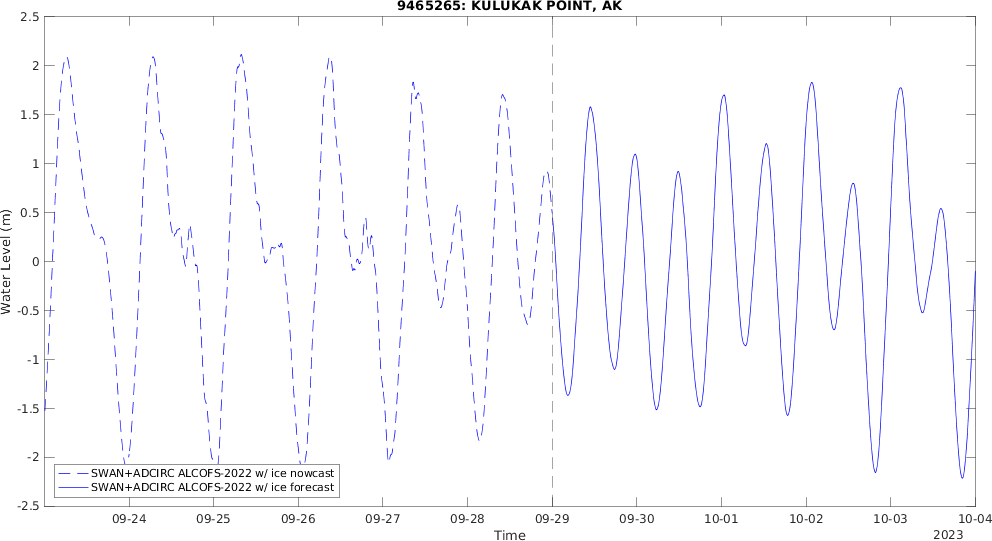 9465265: KULUKAK POINT, AK
2.5
2
1.5
1
0.5
0
-0.5
-1
-1.5
-2
-2.5
Water Level (m)
SWAN+ADCIRC ALCOFS-2022 w/ ice nowcast
SWAN+ADCIRC ALCOFS-2022 w/ ice forecast
09-24 09-25 09-26 09-27 09-28 09-29 09-30 10-01 10-02 10-03 10-04
Time
2023